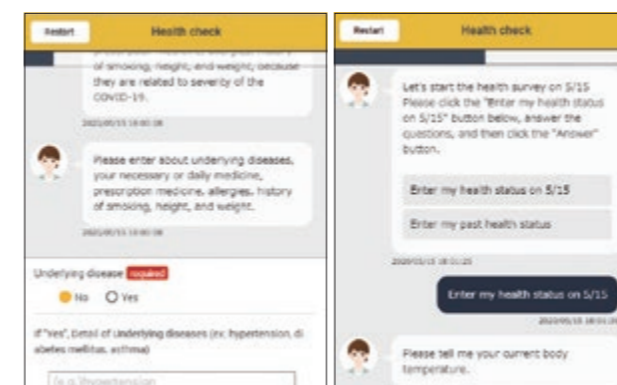 Restart
Health check
of smoking, height, and weight, because
they are related to severity of the
COVID-19.
Please enter about underlying diseases,
your necessary or daily medicine,
prescription medicine, allergies, history
of smoking, height, and weight.
Underlying disease required
No Yes
If "Yes", Detail of underlying diseases (ex: hypertension, di
abetes mellitus, asthma)
(e.g.)hypertension
Restart
Health check
Let's start the health survey on 5/15
Please click the "Enter my health status
on 5/15" button below, answer the
questions, and then click the "Answer"
button.
Enter my health status on 5/15
Enter my past health status
Enter my health status on 5/15
Please tell me your current body
temperature.